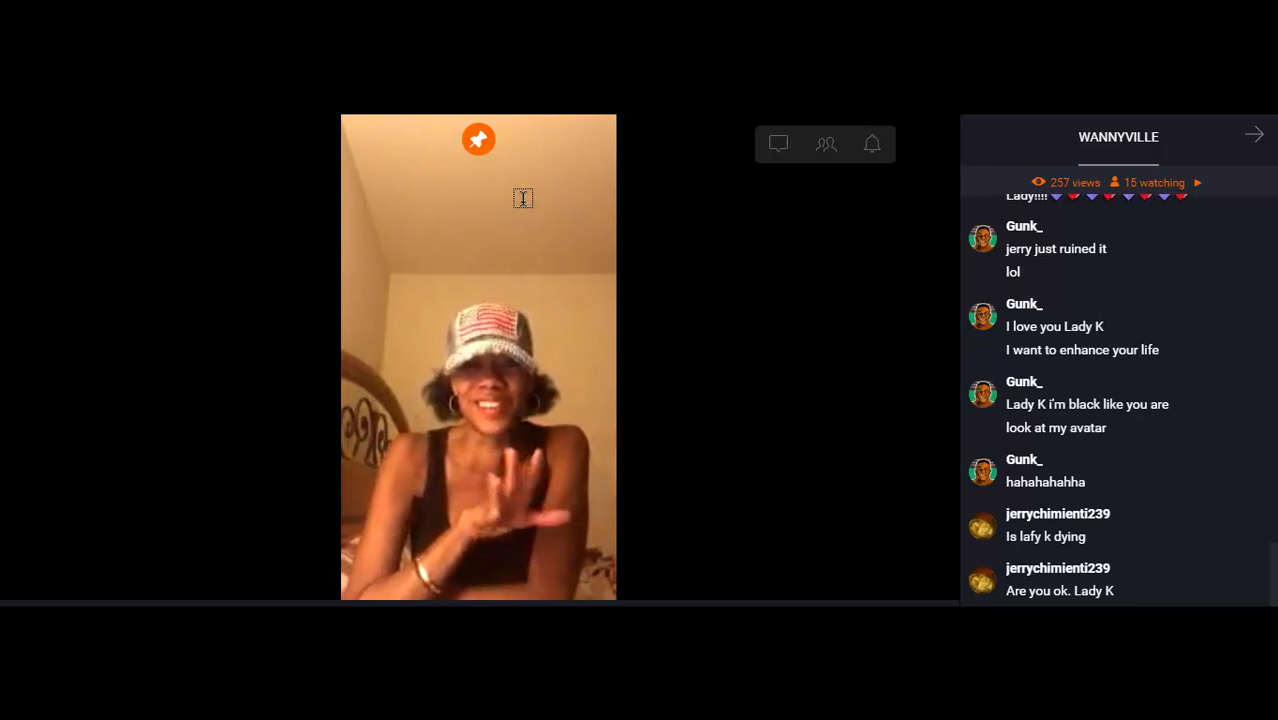 WANNYVILLE
257 views 15 watching
Lady!!!!
Gunk_
jerry just ruined it
lol
Gunk_
I love you Lady K
I want to enhance your life
Gunk_
Lady K i'm black like you are
look at my avatar
Gunk_
hahahahahha
jerrychimienti239
Is lafy k dying
jerrychimienti239
Are you ok. Lady K